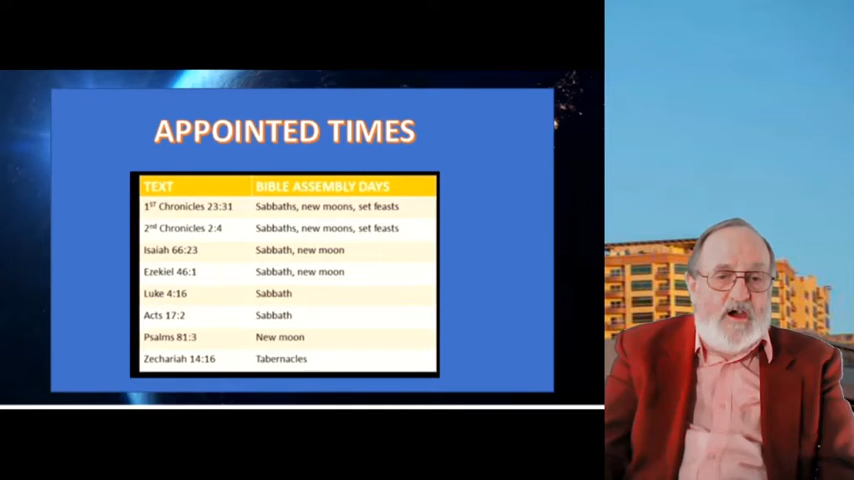 APPOINTED TIMES
TEXT BIBLE ASSEMBLY DAYS
1ST Chronicles 23:31 Sabbaths, new moons, set feasts
2nd Chronicles 2:4 Sabbaths, new moons, set feasts
Isaiah 66:23 Sabbath, new moon
Ezekiel 46:1 Sabbath, new moon
Luke 4:16 Sabbath
Acts 17:2 Sabbath
Psalms 81:3 New moon
Zechariah 14:16 Tabernacles